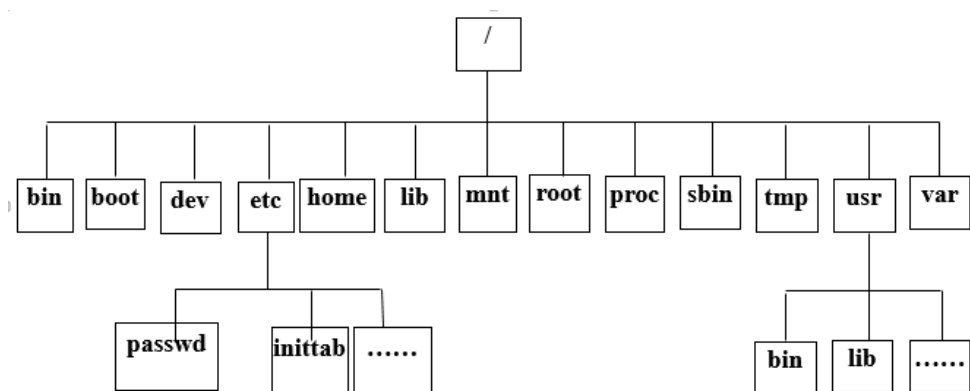 /
bin boot dev etc home lib mnt root proc sbin tmp usr var
passwd inittab ...... bin lib ......